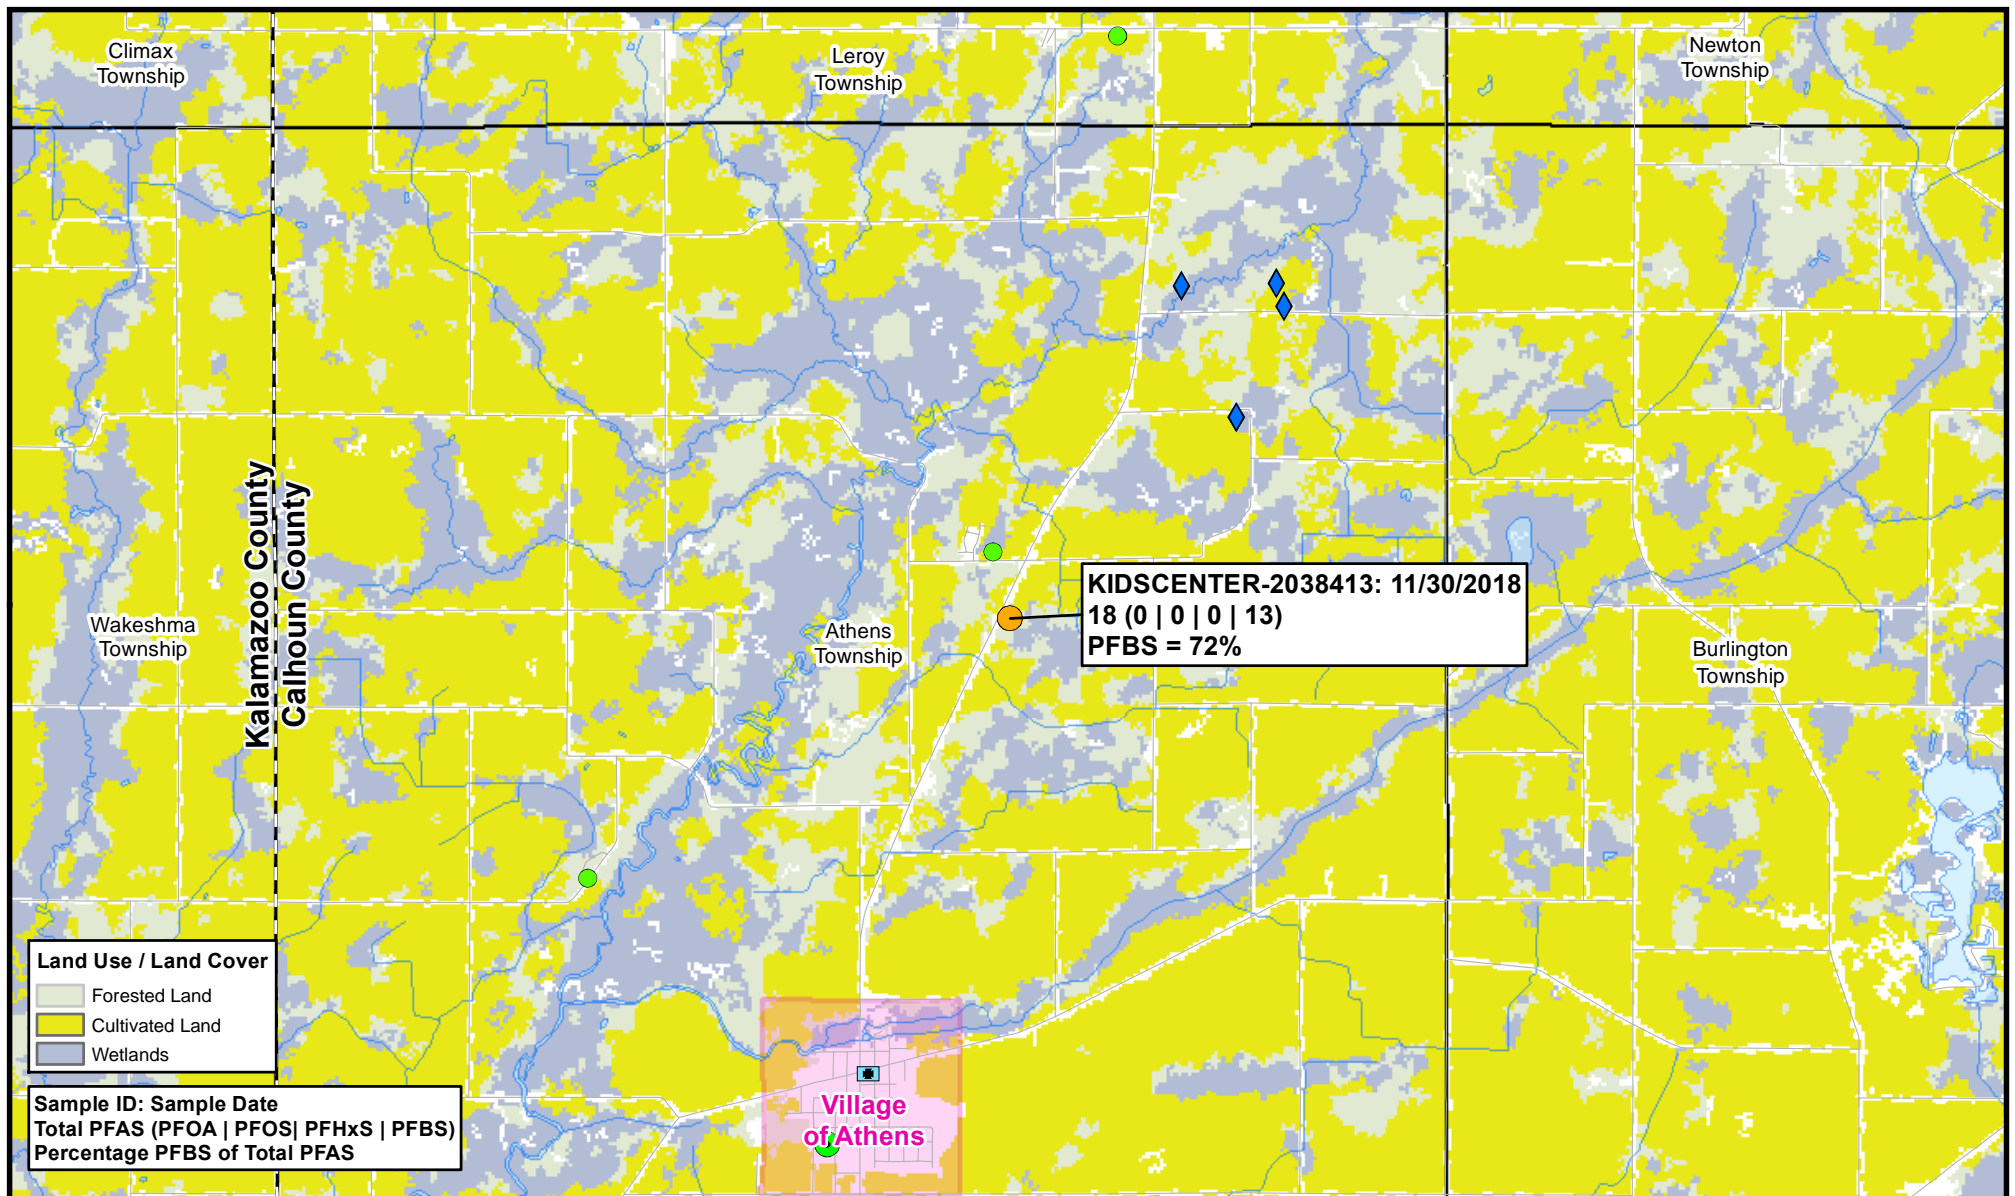 Climax
Township
Leroy
Township
Newton
Township
Kalamazoo County
Calhoun County
KIDSCENTER-2038413: 11/30/2018
18 (0 | 0 | 0 | 13)
PFBS = 72%
Wakeshma
Township
Athens
Township
Burlington
Township
Land Use / Land Cover
Forested Land
Cultivated Land
Wetlands
Sample ID: Sample Date
Total PFAS (PFOA | PFOS| PFHxS | PFBS)
Percentage PFBS of Total PFAS
Village
of Athens